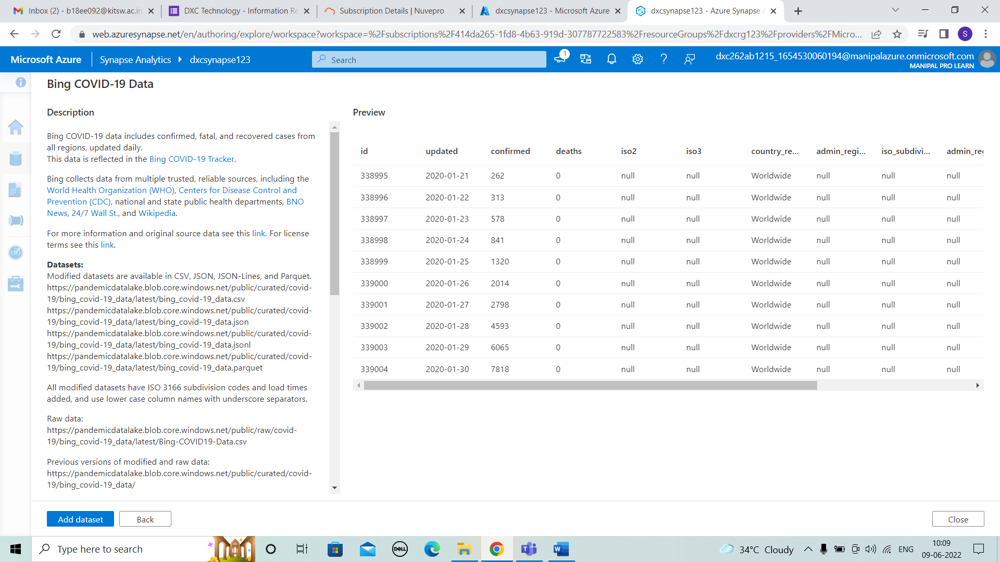 Inbox (2) - b18ee092@kitsw.ac.in
DXC Technology - Information Re
Subscription Details | Nuvepro
dxcsynapse123 - Microsoft Azure
dxcsynapse123 - Azure Synapse A
web.azuresynapse.net/en/authoring/explore/workspace?workspace=%2Fsubscriptions%2F414da265-1fd8-4b63-919d-307787722583%2FresourceGroups%2Fdxcrg123%2Fproviders%2FMicro...
S
Microsoft Azure
Synapse Analytics
dxcsynapse123
Search
1
dxc262ab1215_1654530060194@manipalazure.onmicrosoft.com
MANIPAL PRO LEARN
Bing COVID-19 Data
Description
Bing COVID-19 data includes confirmed, fatal, and recovered cases from
all regions, updated daily.
This data is reflected in the Bing COVID-19 Tracker.
Bing collects data from multiple trusted, reliable sources, including the
World Health Organization (WHO), Centers for Disease Control and
Prevention (CDC), national and state public health departments, BNO
News, 24/7 Wall St., and Wikipedia.
For more information and original source data see this link. For license
terms see this link.
Datasets:
Modified datasets are available in CSV, JSON, JSON-Lines, and Parquet.
https://pandemicdatalake.blob.core.windows.net/public/curated/covid-
19/bing_covid-19_data/latest/bing_covid-19_data.csv
https://pandemicdatalake.blob.core.windows.net/public/curated/covid-
19/bing_covid-19_data/latest/bing_covid-19_data.json
https://pandemicdatalake.blob.core.windows.net/public/curated/covid-
19/bing_covid-19_data/latest/bing_covid-19_data.jsonl
https://pandemicdatalake.blob.core.windows.net/public/curated/covid-
19/bing_covid-19_data/latest/bing_covid-19_data.parquet
All modified datasets have ISO 3166 subdivision codes and load times
added, and use lower case column names with underscore separators.
Raw data:
https://pandemicdatalake.blob.core.windows.net/public/raw/covid-
19/bing_covid-19_data/latest/Bing-COVID19-Data.csv
Previous versions of modified and raw data:
https://pandemicdatalake.blob.core.windows.net/public/curated/covid-
19/bing_covid-19_data/
Preview
id updated confirmed deaths iso2 iso3 country_re... admin_regi... iso_subdivi... admin_reg
338995 2020-01-21 262 0 null null Worldwide null null null
338996 2020-01-22 313 0 null null Worldwide null null null
338997 2020-01-23 578 0 null null Worldwide null null null
338998 2020-01-24 841 0 null null Worldwide null null null
338999 2020-01-25 1320 0 null null Worldwide null null null
339000 2020-01-26 2014 0 null null Worldwide null null null
339001 2020-01-27 2798 0 null null Worldwide null null null
339002 2020-01-28 4593 0 null null Worldwide null null null
339003 2020-01-29 6065 0 null null Worldwide null null null
339004 2020-01-30 7818 0 null null Worldwide null null null
Add dataset
Back
Close
Type here to search
DELL
34°C Cloudy
ENG
10:09
09-06-2022